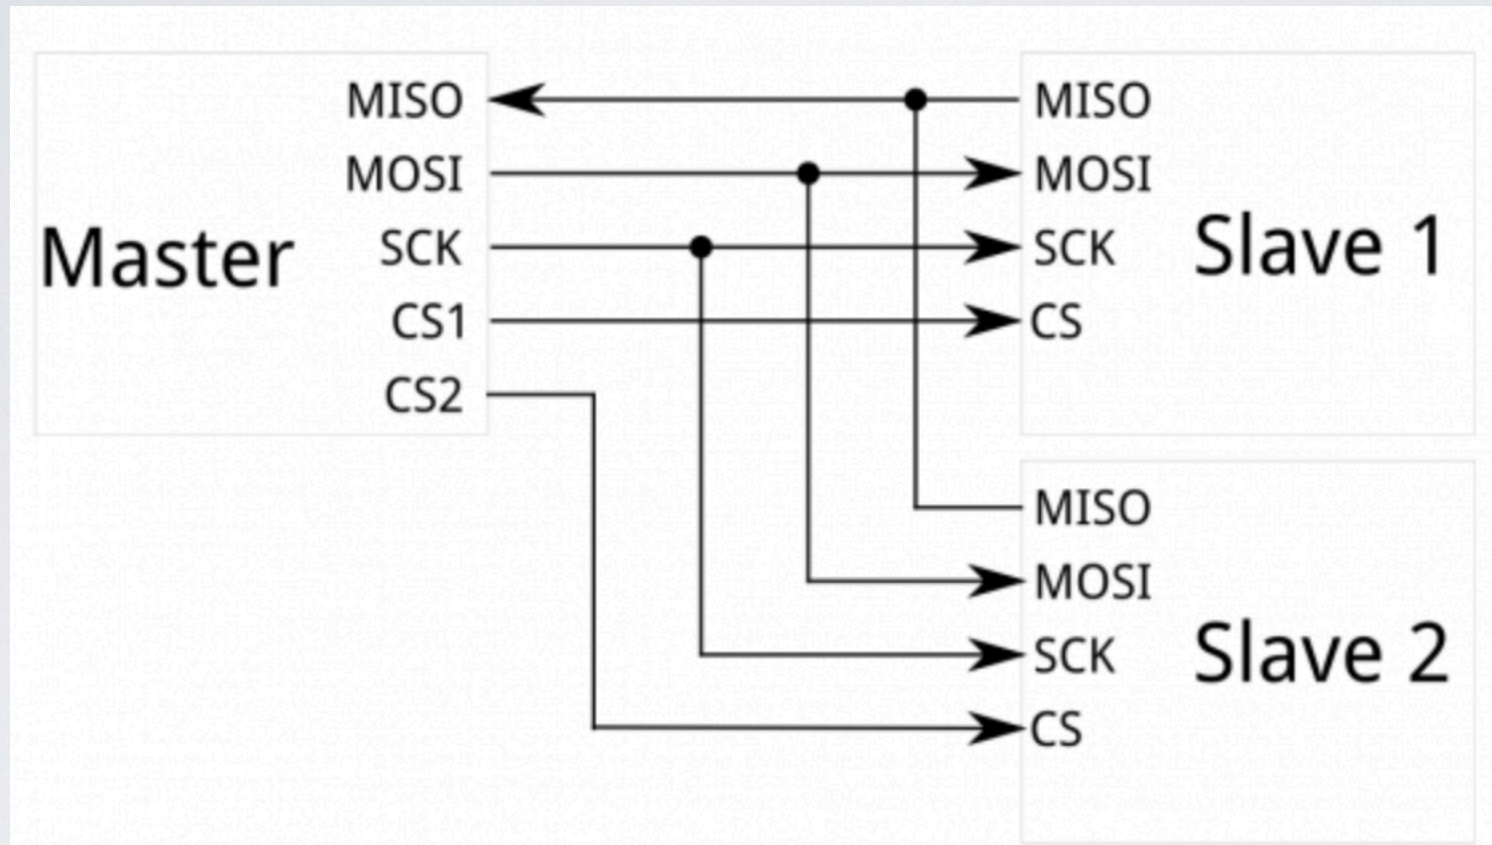 Master
MISO
MOSI
SCK
CS1
CS2
MISO
MOSI
SCK
CS
Slave 1
MISO
MOSI
SCK
CS
Slave 2